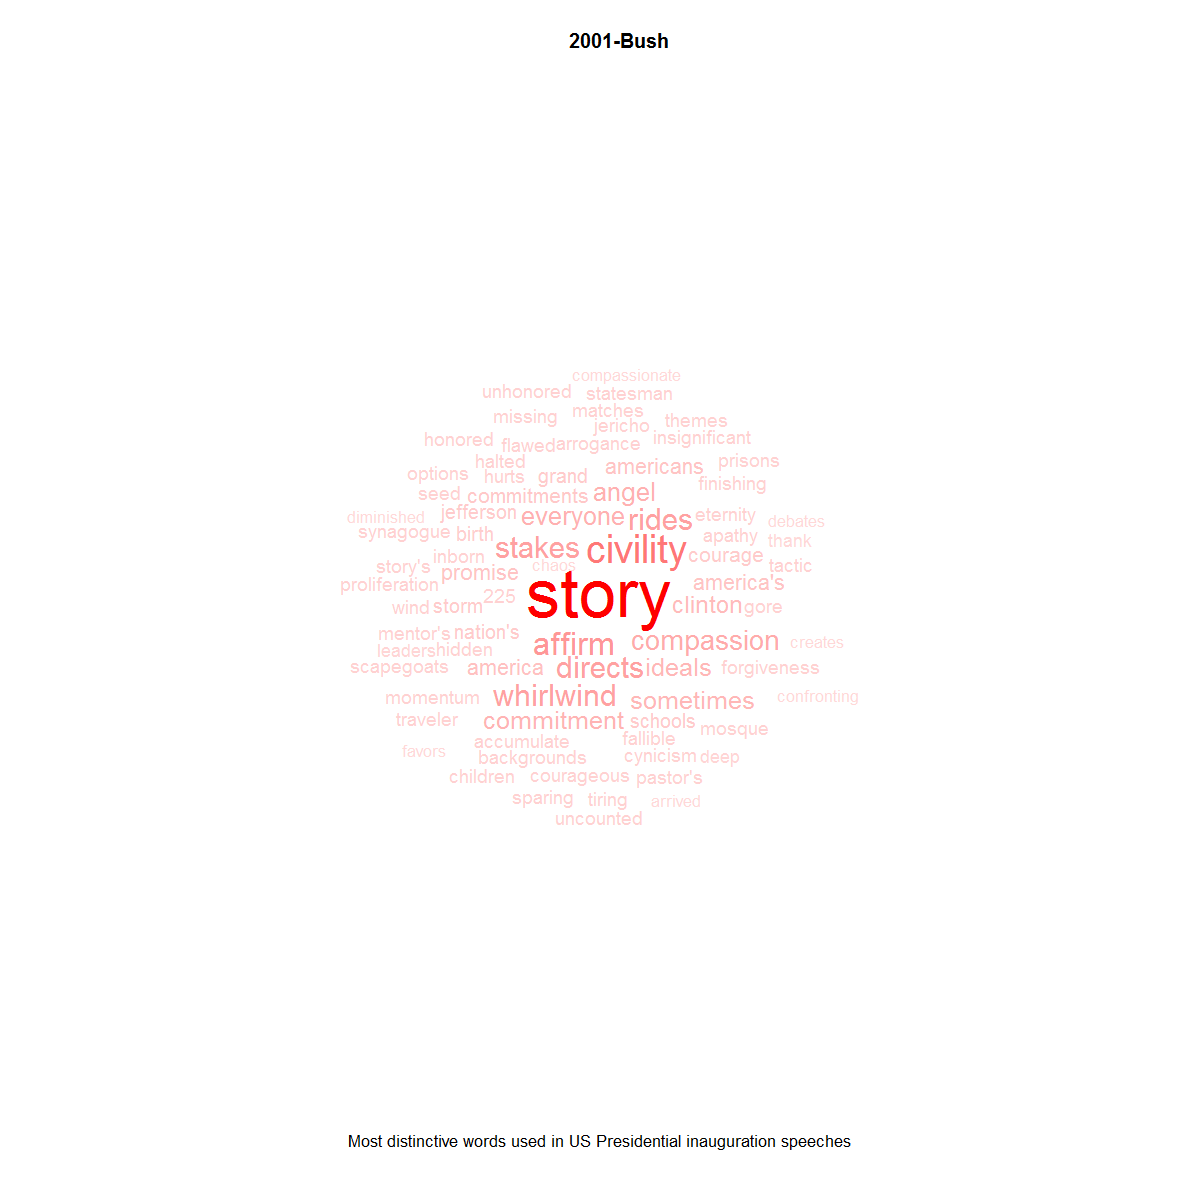 2001-Bush
compassionate
unhonored statesman
missing matches
jericho themes
honored flawed arrogance insignificant
halted americans prisons
options hurts grand finishing
seed commitments angel
jefferson everyone rides eternity
diminished debates
synagogue birth stakes civility apathy thank
inborn chaos courage
story's promise tactic
proliferation america's
225 story
wind storm clinton gore
mentor's nation's affirm compassion creates
leaders hidden
scapegoats america directs ideals forgiveness
momentum whirlwind sometimes confronting
traveler commitment schools mosque
accumulate fallible
favors backgrounds cynicism deep
children courageous pastor's
sparing tiring arrived
uncounted
Most distinctive words used in US Presidential inauguration speeches